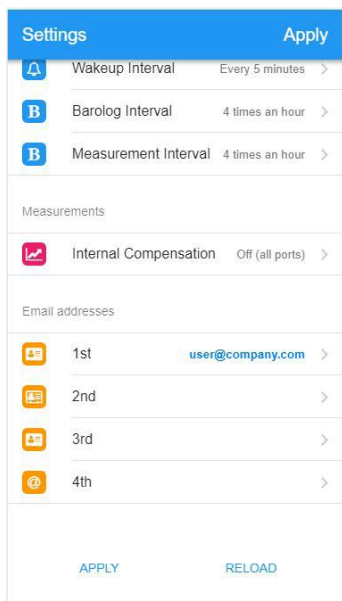 Settings Apply
Wakeup Interval Every 5 minutes
B Barolog Interval 4 times an hour
B Measurement Interval 4 times an hour
Measurements
Internal Compensation Off (all ports)
Email addresses
1st user@company.com
2nd
3rd
@ 4th
APPLY RELOAD